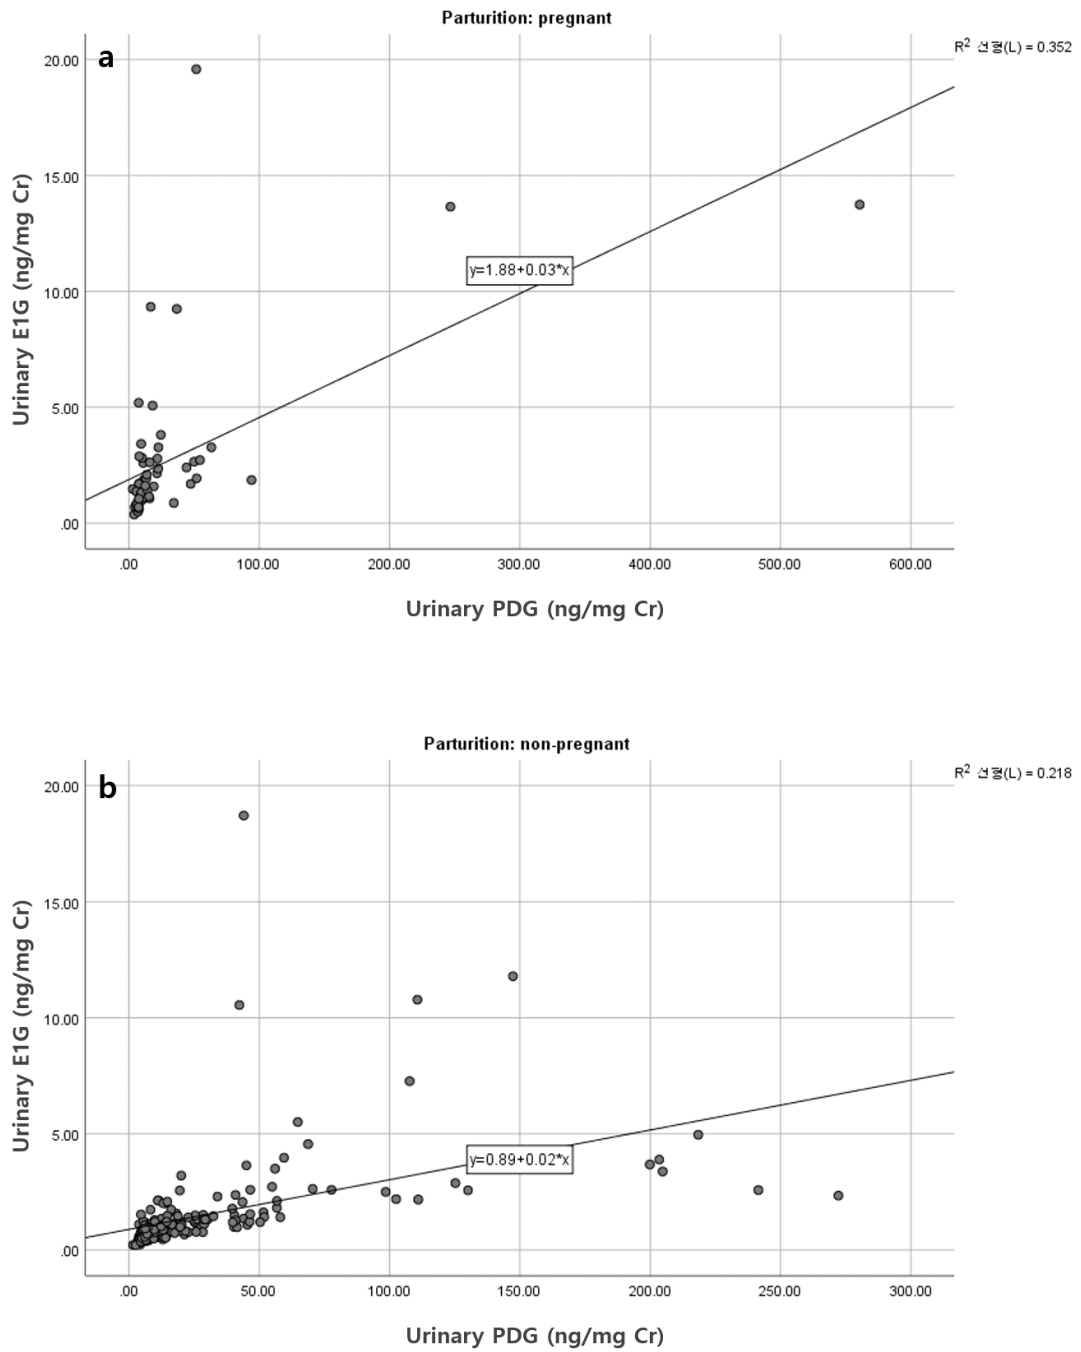 Parturition: pregnant
a
R² 선형(L) = 0.352
20.00
15.00
10.00
5.00
.00
y=1.88+0.03*x
Urinary E1G (ng/mg Cr)
.00 100.00 200.00 300.00 400.00 500.00 600.00
Urinary PDG (ng/mg Cr)
Parturition: non-pregnant
b
R² 선형(L) = 0.218
20.00
15.00
10.00
5.00
.00
y=0.89+0.02*x
Urinary E1G (ng/mg Cr)
.00 50.00 100.00 150.00 200.00 250.00 300.00
Urinary PDG (ng/mg Cr)